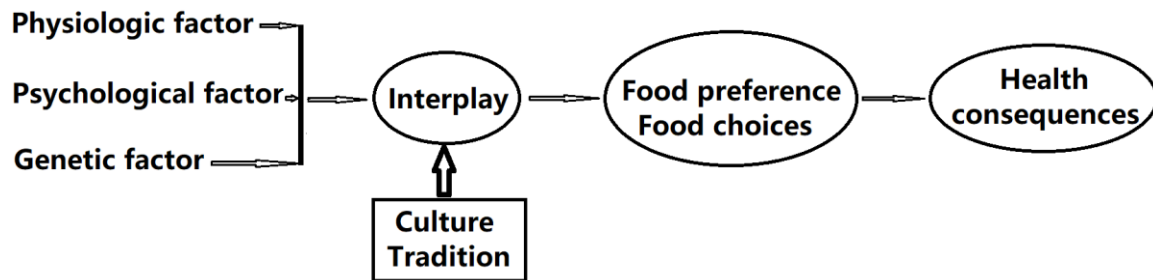 Physiologic factor
Psychological factor
Genetic factor
Interplay
Culture
Tradition
Food preference
Food choices
Health
consequences